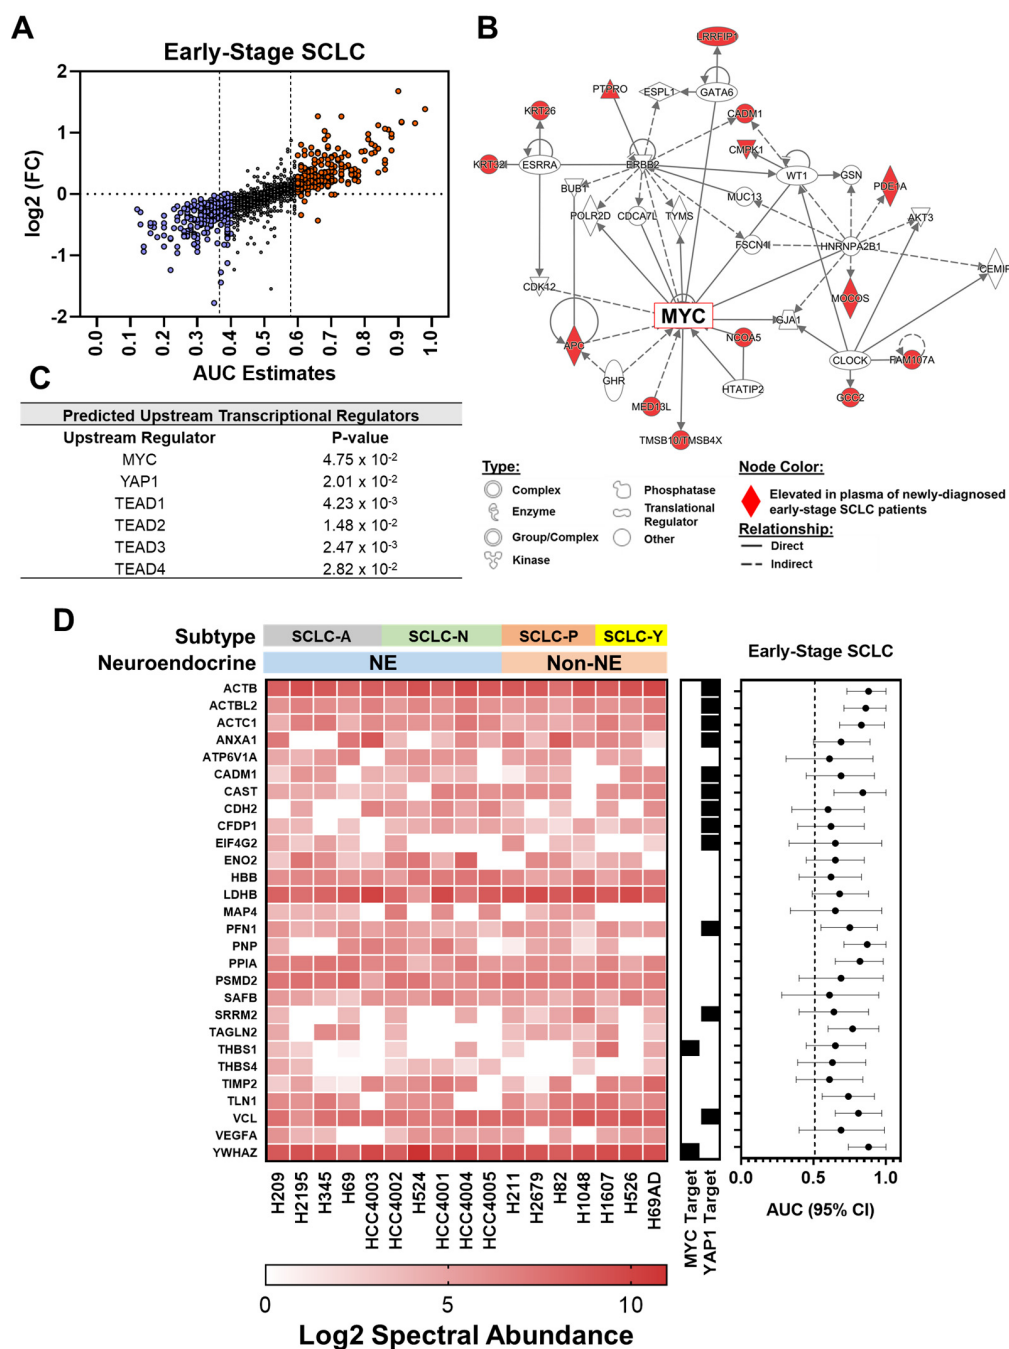 A
Early-Stage SCLC
log2 (FC)
2
1
0
-1
-2
0.0
0.1
0.2
0.3
0.4
0.5
0.6
0.7
0.8
0.9
1.0
AUC Estimates
B
LRRFIP1
PTPRO
ESPL1
GATA6
KRT26
CADM1
CMPK1
KRT32
ESRRA
ERBB2
WT1
GSN
BUB1
MUC13
PDE1A
POLR2D
CDCA7L
TYMS
AKT3
FSCN1
HNRNPA2B1
CEMIP
CDK12
MOCOS
MYC
GJA1
APC
NCOA5
CLOCK
FAM107A
GHR
HTATIP2
MED13L
GCC2
TMSB10/TMSB4X
Type:
Complex
Enzyme
Group/Complex
Kinase
Phosphatase
Translational
Regulator
Other
Node Color:
Elevated in plasma of newly-diagnosed
early-stage SCLC patients
Relationship:
Direct
Indirect
C
Predicted Upstream Transcriptional Regulators
Upstream Regulator P-value
MYC 4.75 x 10-2
YAP1 2.01 x 10-2
TEAD1 4.23 x 10-3
TEAD2 1.48 x 10-2
TEAD3 2.47 x 10-3
TEAD4 2.82 x 10-2
D
Subtype SCLC-A SCLC-N SCLC-P SCLC-Y
Neuroendocrine NE Non-NE
Early-Stage SCLC
ACTB
ACTBL2
ACTC1
ANXA1
ATP6V1A
CADM1
CAST
CDH2
CFDP1
EIF4G2
ENO2
HBB
LDHB
MAP4
PFN1
PNP
PPIA
PSMD2
SAFB
SRRM2
TAGLN2
THBS1
THBS4
TIMP2
TLN1
VCL
VEGFA
YWHAZ
H209
H2195
H345
H69
HCC4003
HCC4002
H524
HCC4001
HCC4004
HCC4005
H211
H2679
H82
H1048
H1607
H526
H69AD
MYC Target
YAP1 Target
0.0 0.5 1.0
AUC (95% CI)
0 5 10
Log2 Spectral Abundance